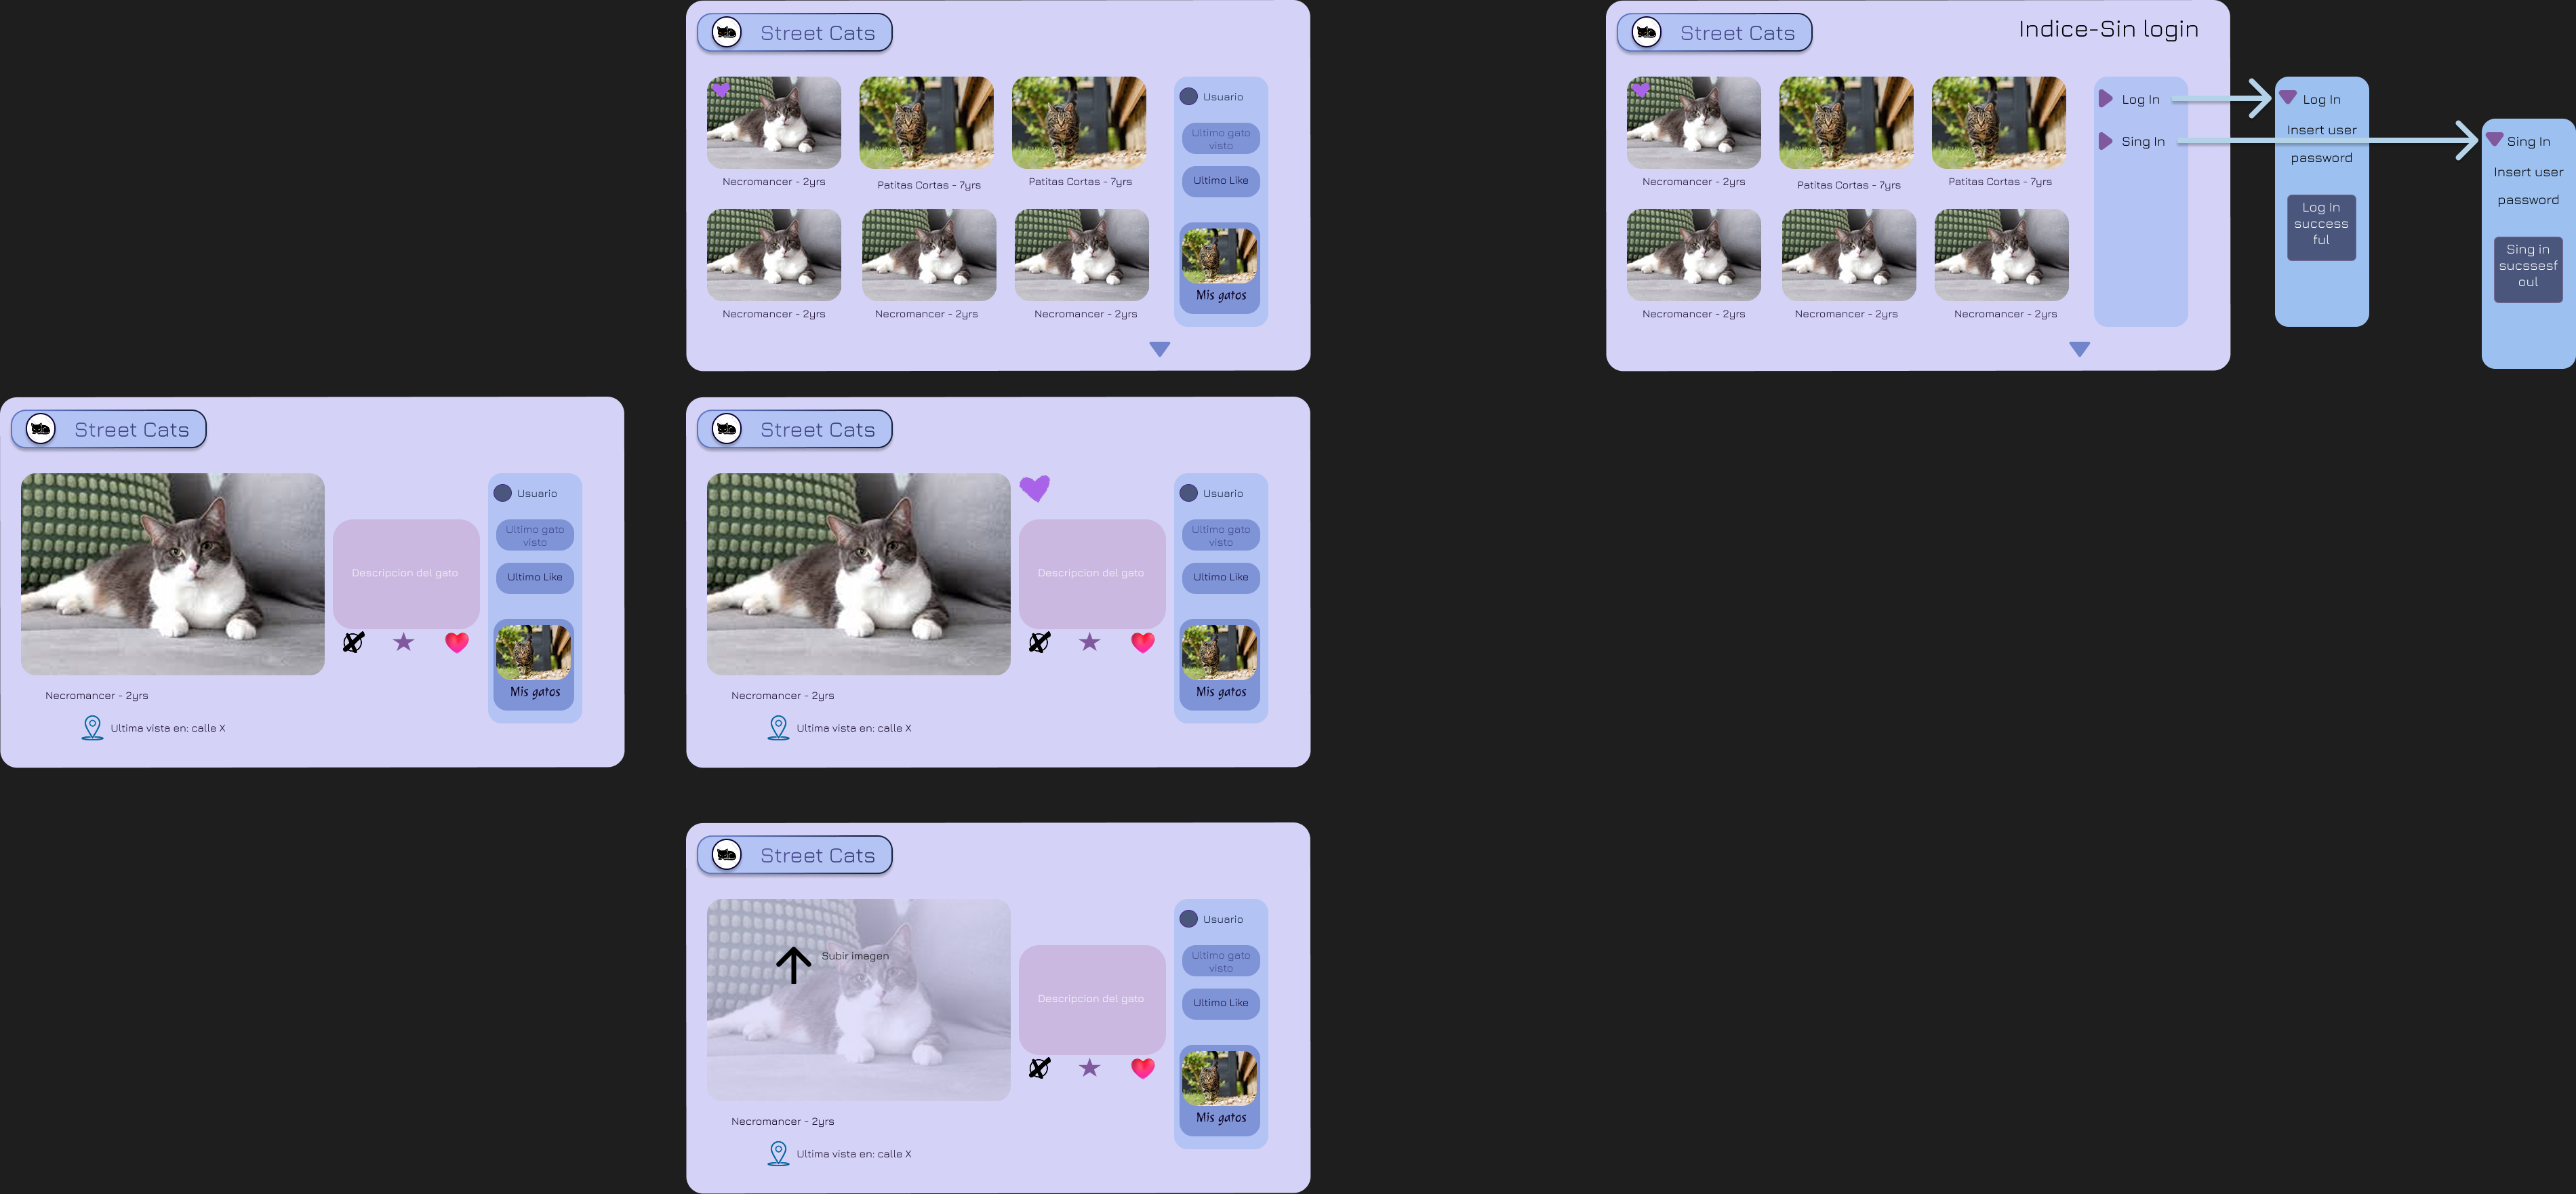 Street Cats
Usuario
Necromancer - 2yrs
Patitas Cortas - 7yrs
Patitas Cortas - 7yrs
Ultimo gato
visto
Ultimo Like
Necromancer - 2yrs
Necromancer - 2yrs
Necromancer - 2yrs
Mis gatos
Street Cats
Indice-Sin login
Necromancer - 2yrs
Patitas Cortas - 7yrs
Patitas Cortas - 7yrs
Necromancer - 2yrs
Necromancer - 2yrs
Necromancer - 2yrs
Log In
Sing In
Log In
Insert user
password
Log In
success
ful
Sing In
Insert user
password
Sing in
sucssesf
oul
Street Cats
Descripcion del gato
Usuario
Ultimo gato
visto
Ultimo Like
Mis gatos
Necromancer - 2yrs
Ultima vista en: calle X
Street Cats
Descripcion del gato
Usuario
Ultimo gato
visto
Ultimo Like
Mis gatos
Necromancer - 2yrs
Ultima vista en: calle X
Street Cats
Subir imagen
Descripcion del gato
Usuario
Ultimo gato
visto
Ultimo Like
Mis gatos
Necromancer - 2yrs
Ultima vista en: calle X